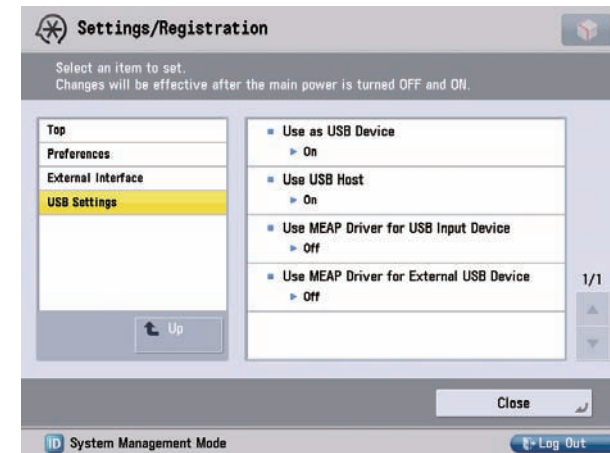 Settings/Registration
Select an item to set.
Changes will be effective after the main power is turned OFF and ON.
Top
Preferences
External Interface
USB Settings
Up
Use as USB Device
On
Use USB Host
On
Use MEAP Driver for USB Input Device
Off
Use MEAP Driver for External USB Device
Off
1/1
Close
ID System Management Mode
Log Out